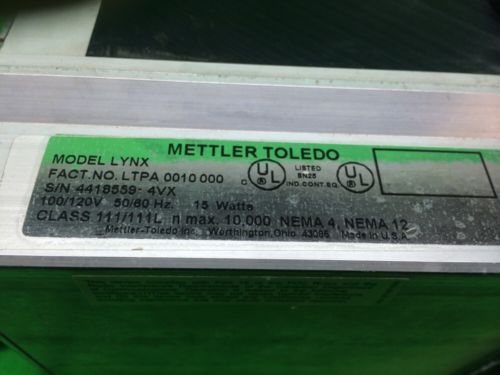 METTLER TOLEDO
MODEL LYNX
FACT.NO. LTPA 0010 000
S/N 4418559- 4VX
C UL UL LISTED
5N25
IND.CONT.EQ.
100/120V 50/60 Hz. 15 Watts
CLASS 111/111L n max. 10,000 NEMA 4, NEMA 12
Mettler-Toledo Inc. Worthington,Ohio 43085 Made in U.S.A.